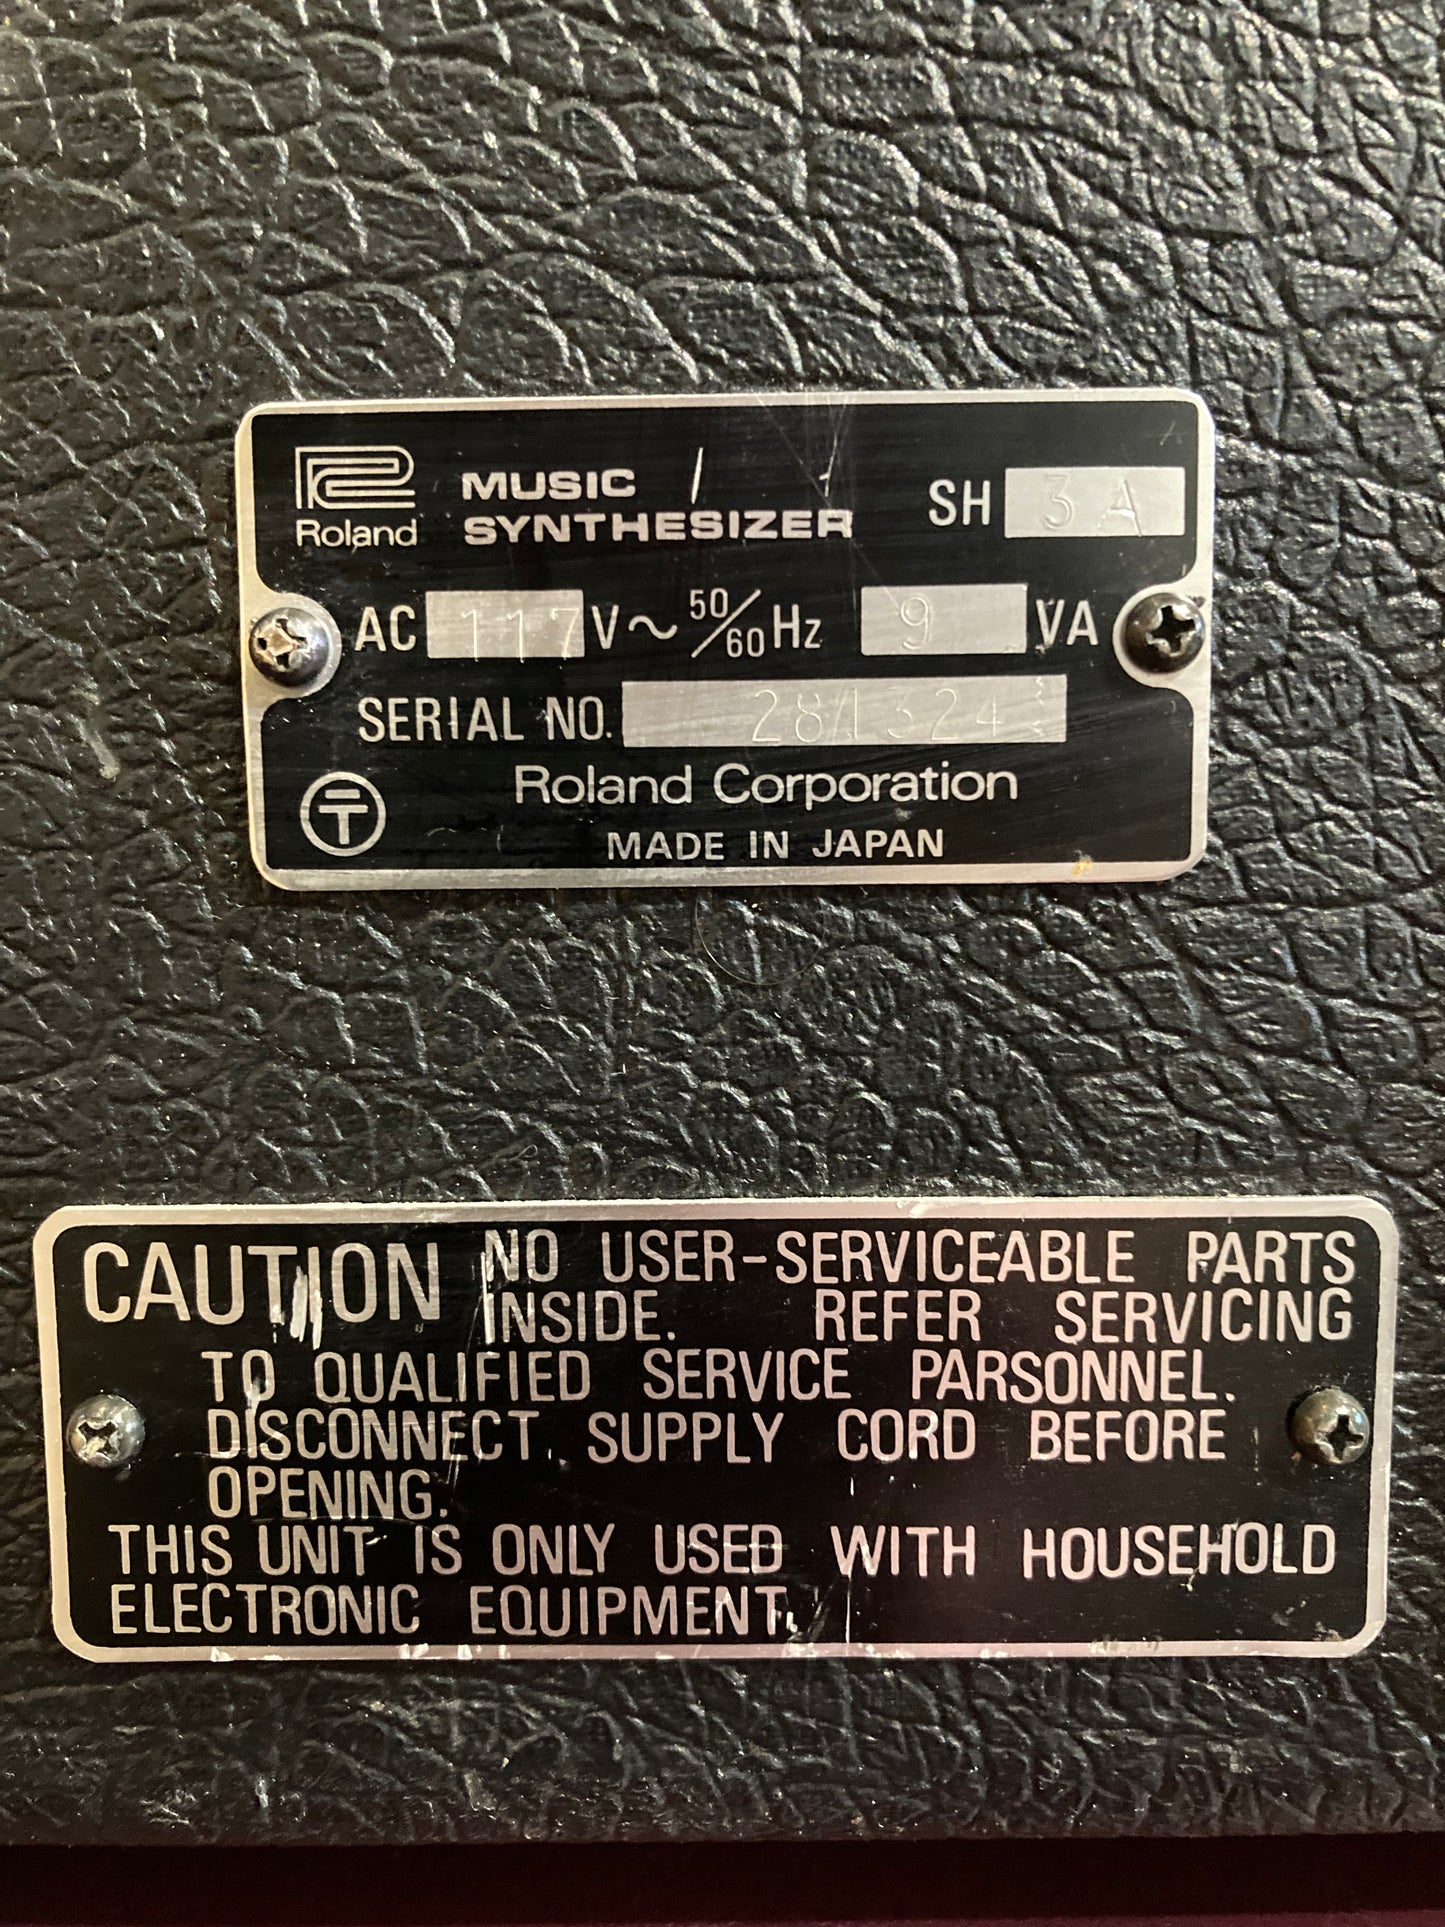 Roland
MUSIC
SYNTHESIZER
SH 3A
AC 117 V~ 50/60 Hz 9 VA
SERIAL NO. 281324
Roland Corporation
MADE IN JAPAN
CAUTION NO USER-SERVICEABLE PARTS
INSIDE. REFER SERVICING
TO QUALIFIED SERVICE PARSONNEL.
DISCONNECT SUPPLY CORD BEFORE
OPENING.
THIS UNIT IS ONLY USED WITH HOUSEHOLD
ELECTRONIC EQUIPMENT.